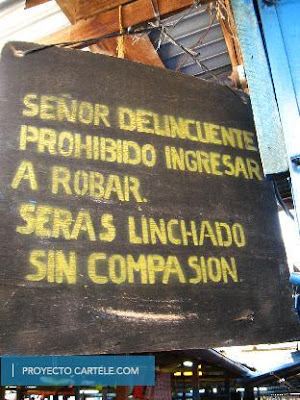 SEÑOR DELINCUENTE
PROHIBIDO INGRESAR
A ROBAR.
SERAS LINCHADO
SIN COMPASION.
PROYECTO CARTELE.COM